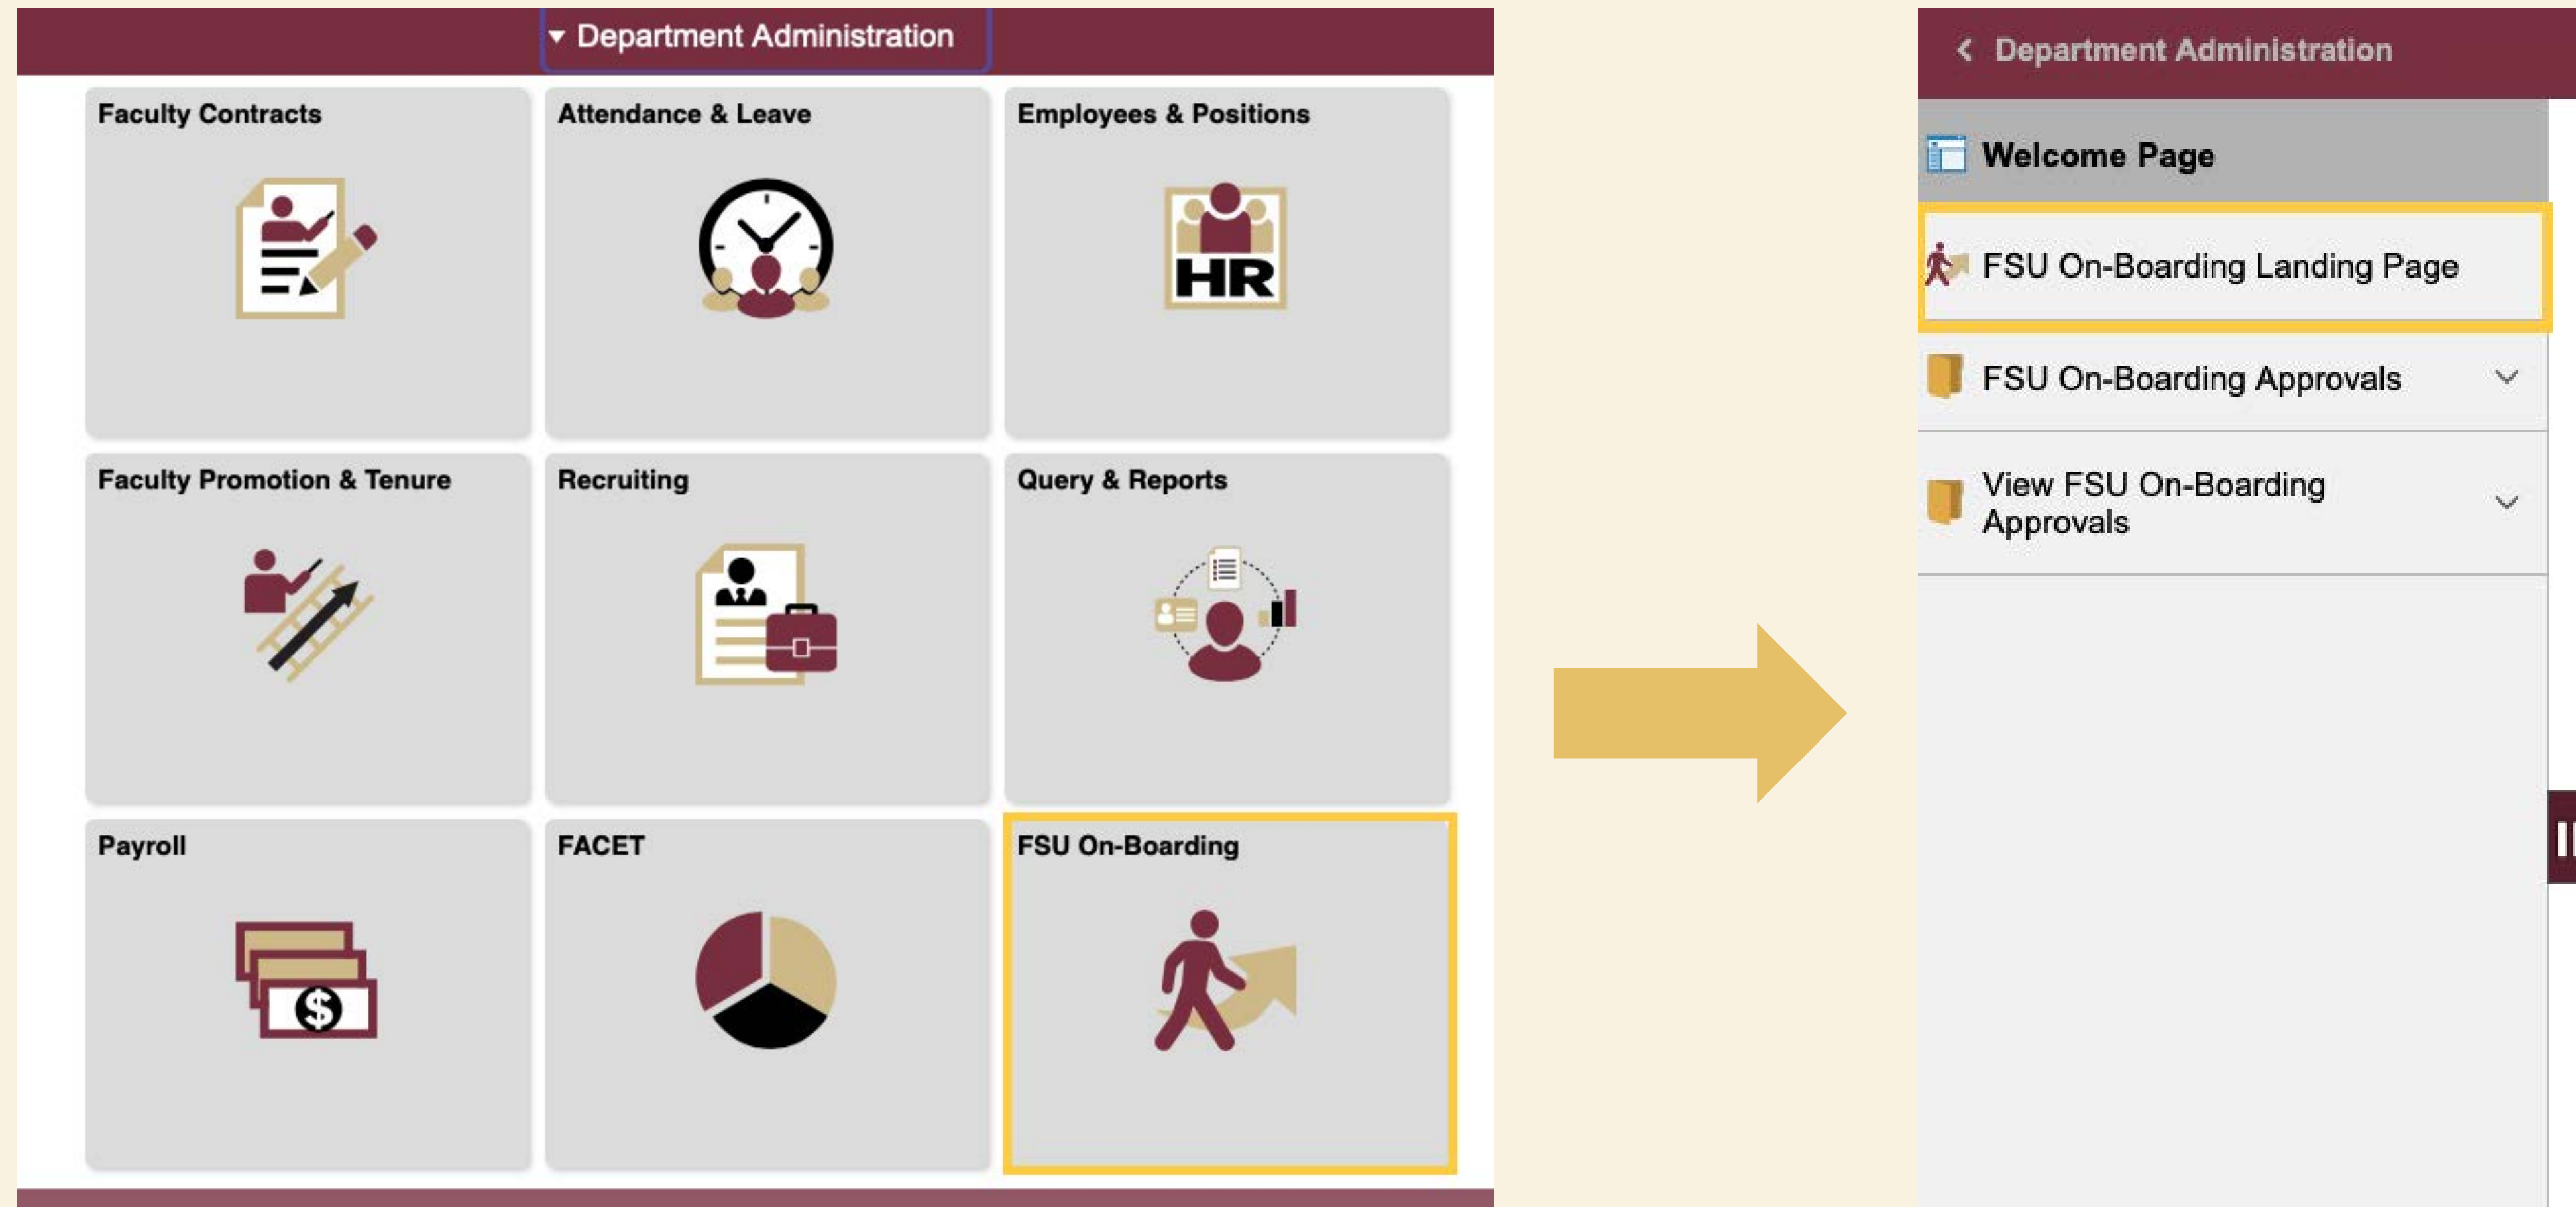 Department Administration
Faculty Contracts
Attendance & Leave
Employees & Positions
HR
Faculty Promotion & Tenure
Recruiting
Query & Reports
Payroll
FACET
FSU On-Boarding
$
Department Administration
Welcome Page
FSU On-Boarding Landing Page
FSU On-Boarding Approvals
View FSU On-Boarding
Approvals